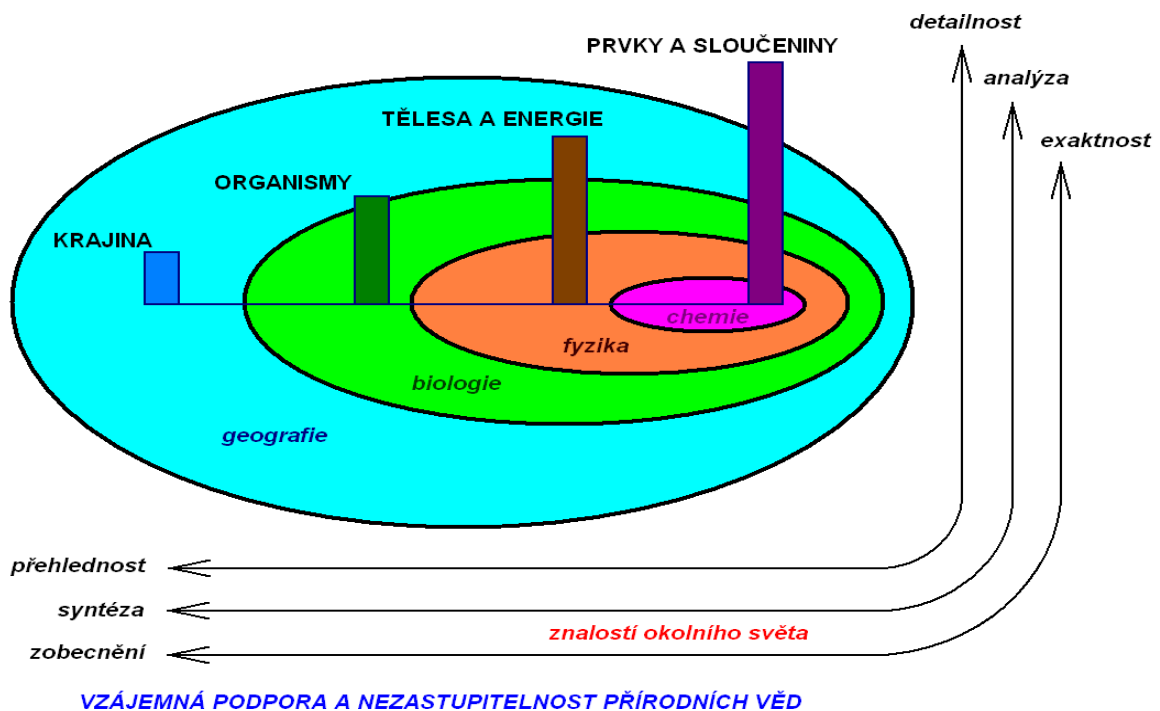 detailnost
PRVKY A SLOUČENINY
analýza
TĚLESA A ENERGIE
exaktnost
ORGANISMY
KRAJINA
chemie
fyzika
biologie
geografie
přehlednost
syntéza
znalostí okolního světa
zobecnění
VZÁJEMNÁ PODPORA A NEZASTUPITELNOST PŘÍRODNÍCH VĚD